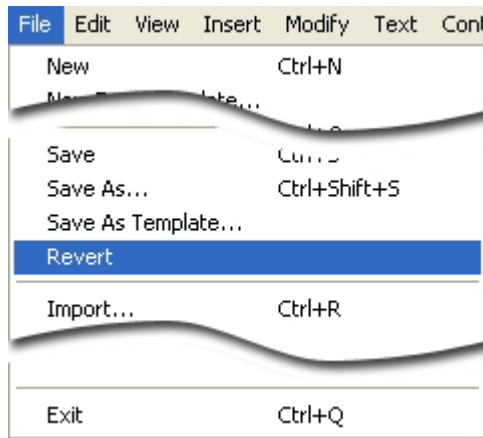 File Edit View Insert Modify Text Cont
New Ctrl+N
Save
Save As... Ctrl+Shift+S
Save As Template...
Revert
Import... Ctrl+R
Exit Ctrl+Q